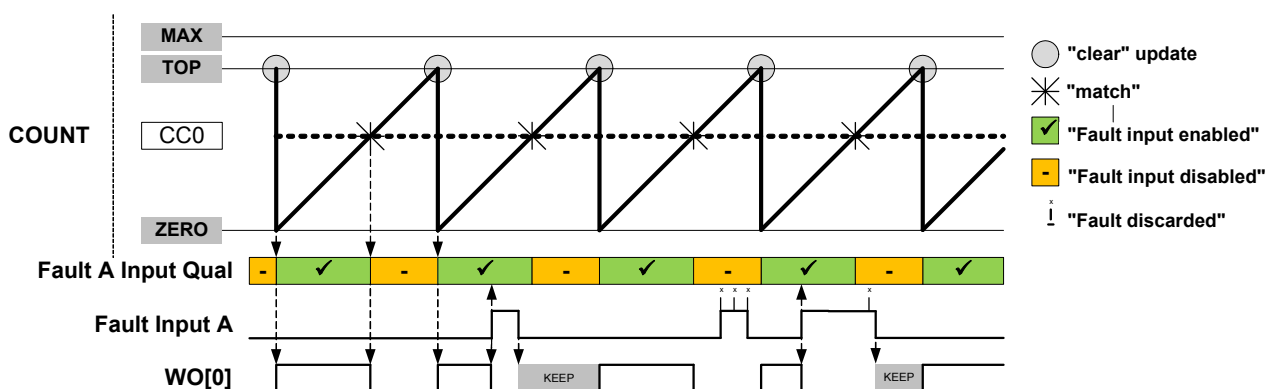 MAX
TOP
"clear" update
"match"
COUNT
CC0
"Fault input enabled"
"Fault input disabled"
"Fault discarded"
ZERO
Fault A Input Qual
- ✓ - ✓ - ✓ - ✓ - ✓
x x x x
Fault Input A
WO[0]
KEEP
KEEP